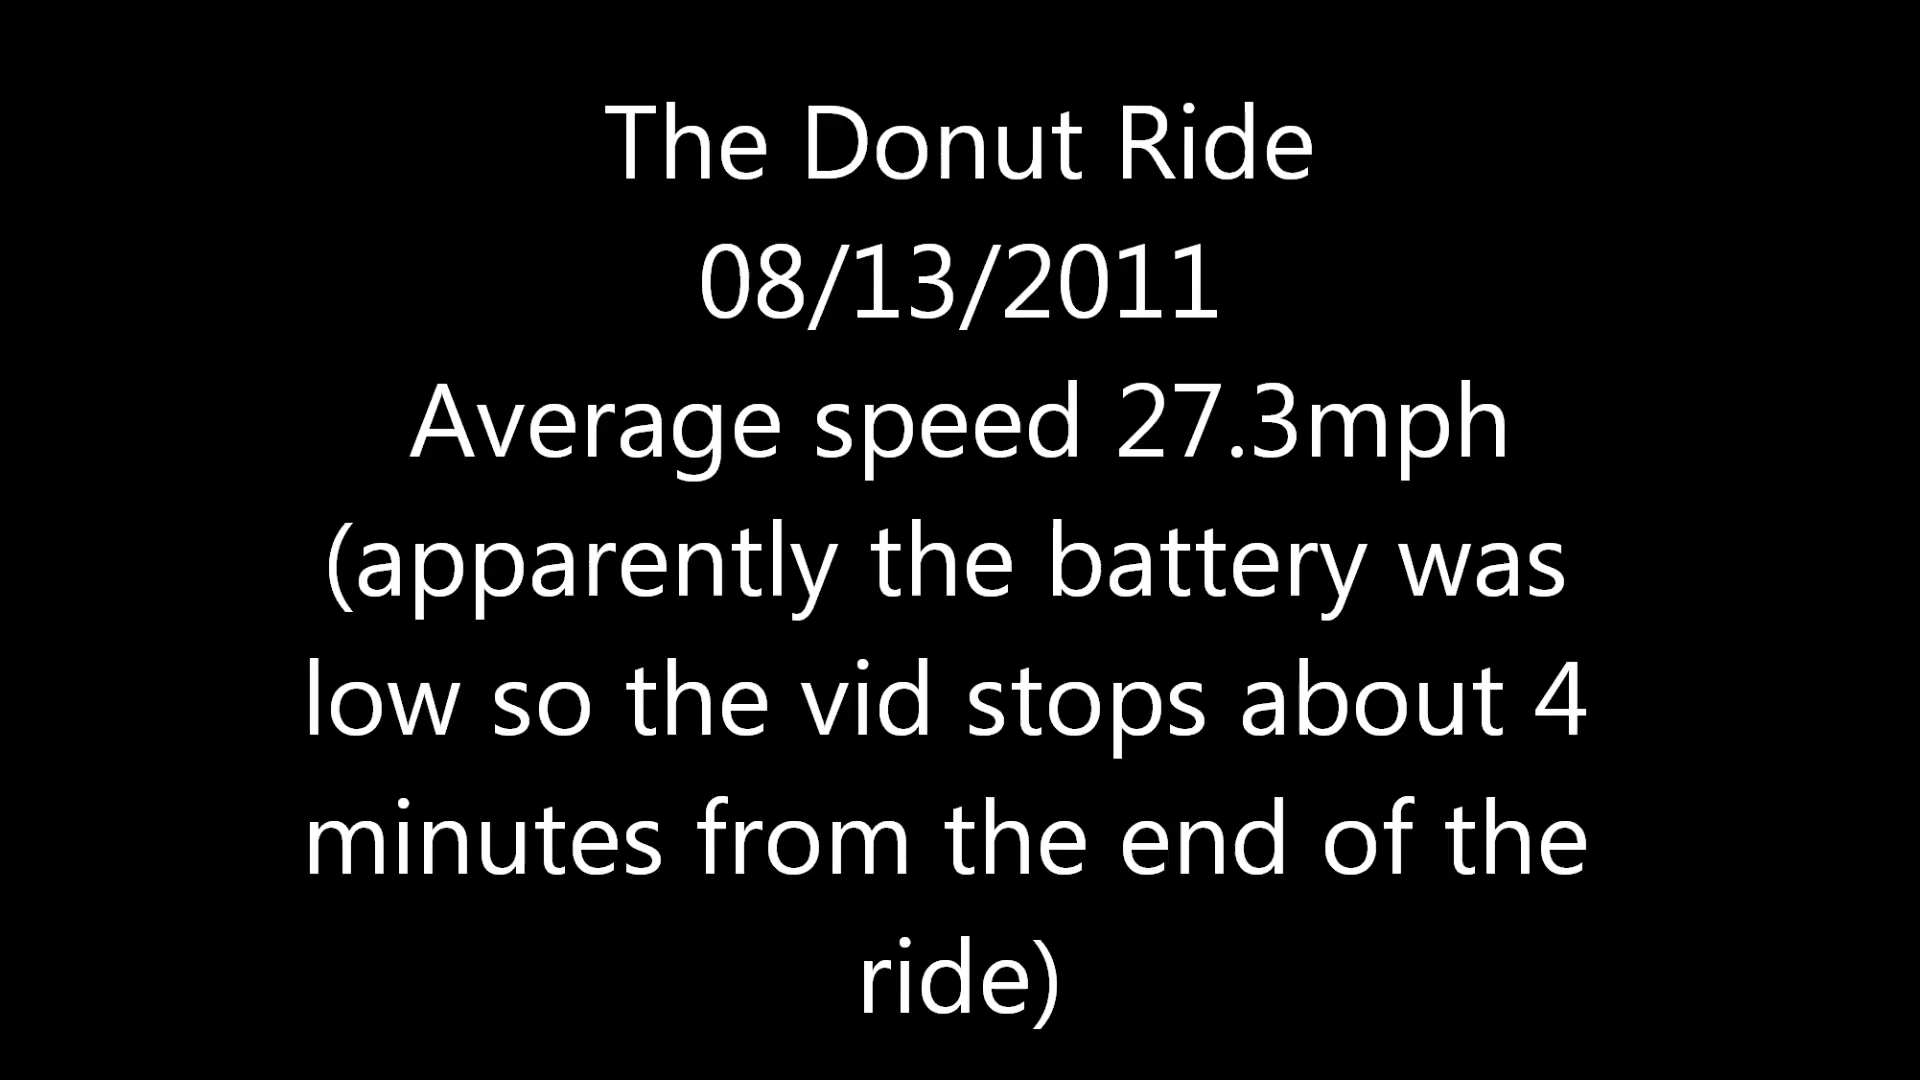 The Donut Ride
08/13/2011
Average speed 27.3mph
(apparently the battery was
low so the vid stops about 4
minutes from the end of the
ride)